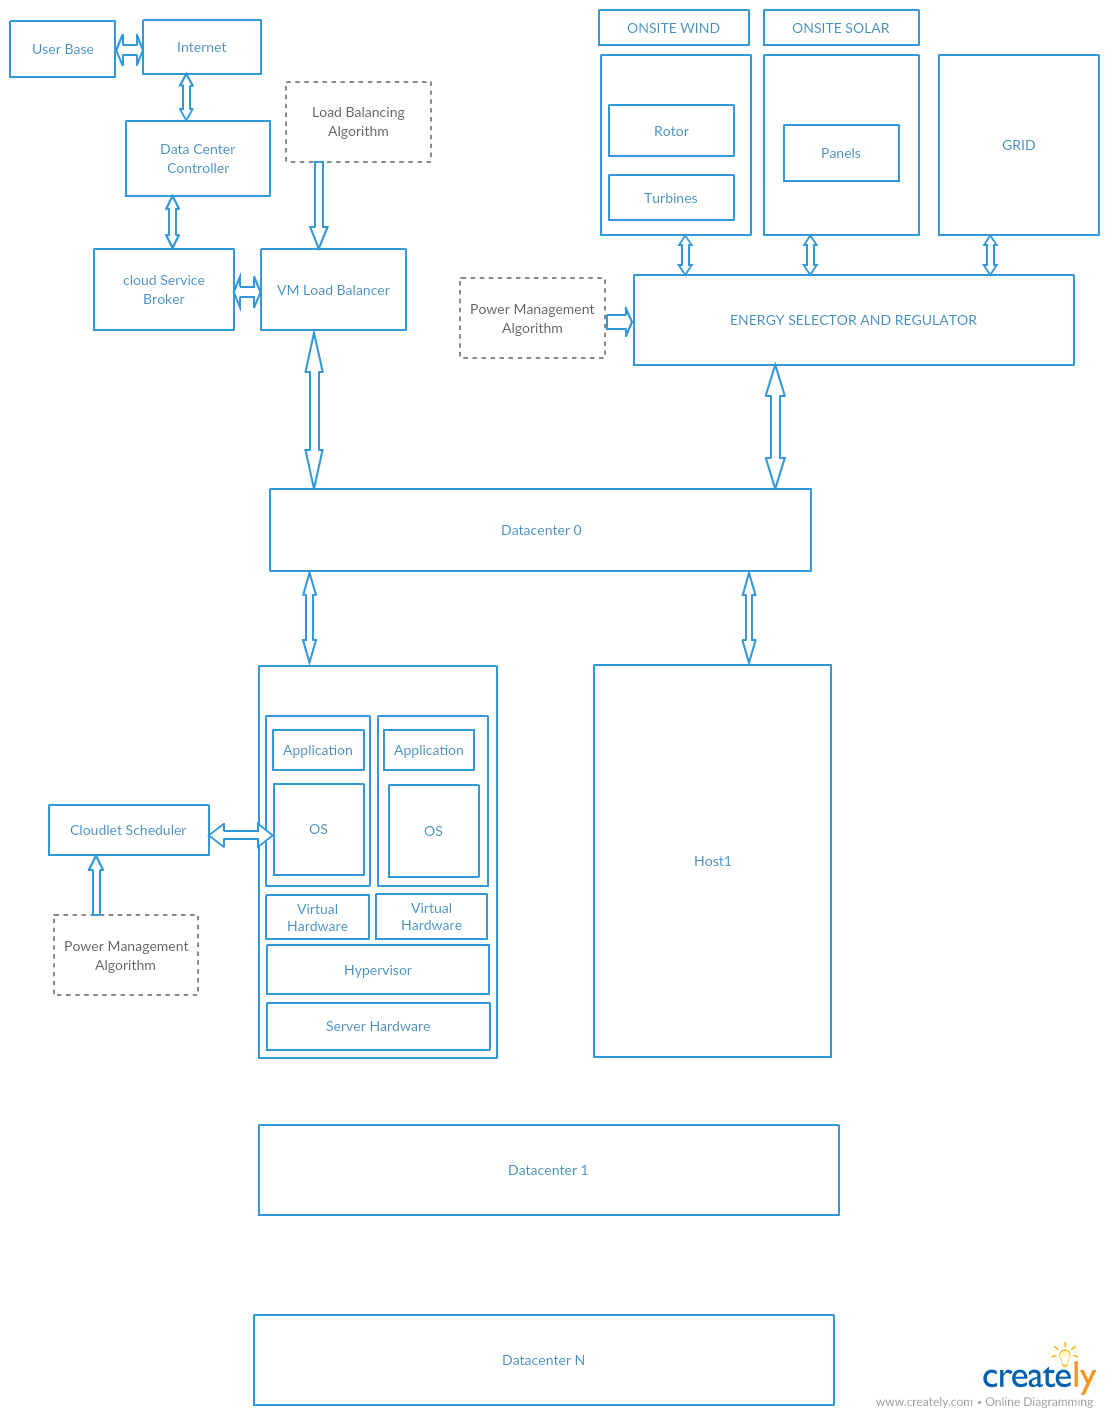 User Base
Internet
ONSITE WIND
ONSITE SOLAR
Load Balancing
Algorithm
Data Center
Controller
Rotor
Turbines
Panels
GRID
cloud Service
Broker
VM Load Balancer
Power Management
Algorithm
ENERGY SELECTOR AND REGULATOR
Datacenter 0
Application
Application
OS
OS
Cloudlet Scheduler
Host1
Virtual
Hardware
Virtual
Hardware
Power Management
Algorithm
Hypervisor
Server Hardware
Datacenter 1
Datacenter N
creately
www.creately.com • Online Diagramming